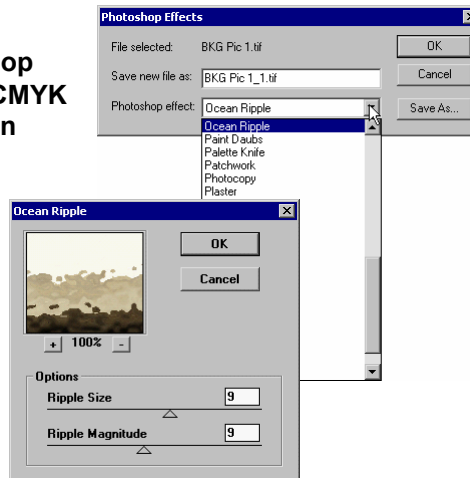 op
CMYK
n
Photoshop Effects
File selected: BKG Pic 1.tif
OK
Save new file as: BKG Pic 1_1.tif
Cancel
Photoshop effect: Ocean Ripple
Save As...
Ocean Ripple
Paint Daubs
Palette Knife
Patchwork
Photocopy
Plaster
Ocean Ripple
OK
Cancel
+ 100% -
Options
Ripple Size 9
Ripple Magnitude 9